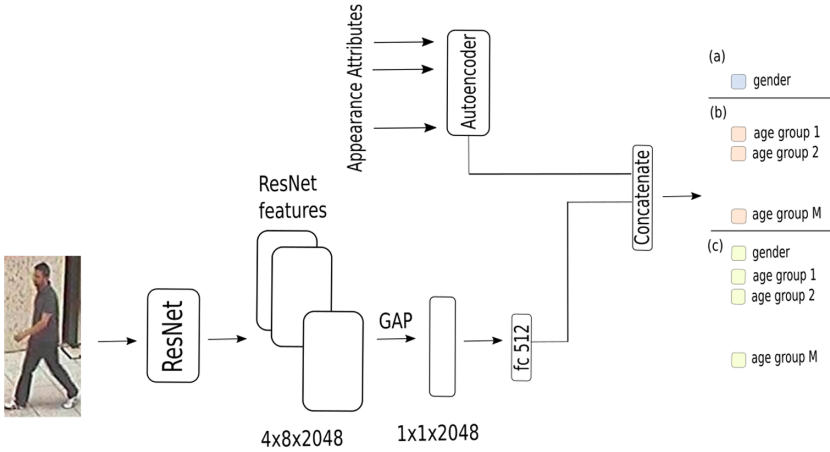 Appearance Attributes
Autoencoder
ResNet
features
ResNet
GAP
fc 512
4x8x2048
1x1x2048
Concatenate
(a)
gender
(b)
age group 1
age group 2
age group M
(c)
gender
age group 1
age group 2
age group M